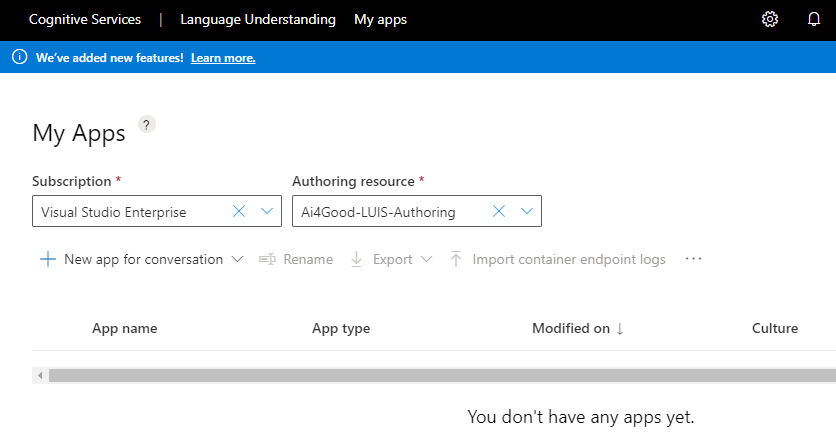 Cognitive Services | Language Understanding My apps
We've added new features! Learn more.
My Apps ?
Subscription * Authoring resource *
Visual Studio Enterprise Ai4Good-LUIS-Authoring
New app for conversation Rename Export Import container endpoint logs ...
App name App type Modified on ↓ Culture
You don't have any apps yet.